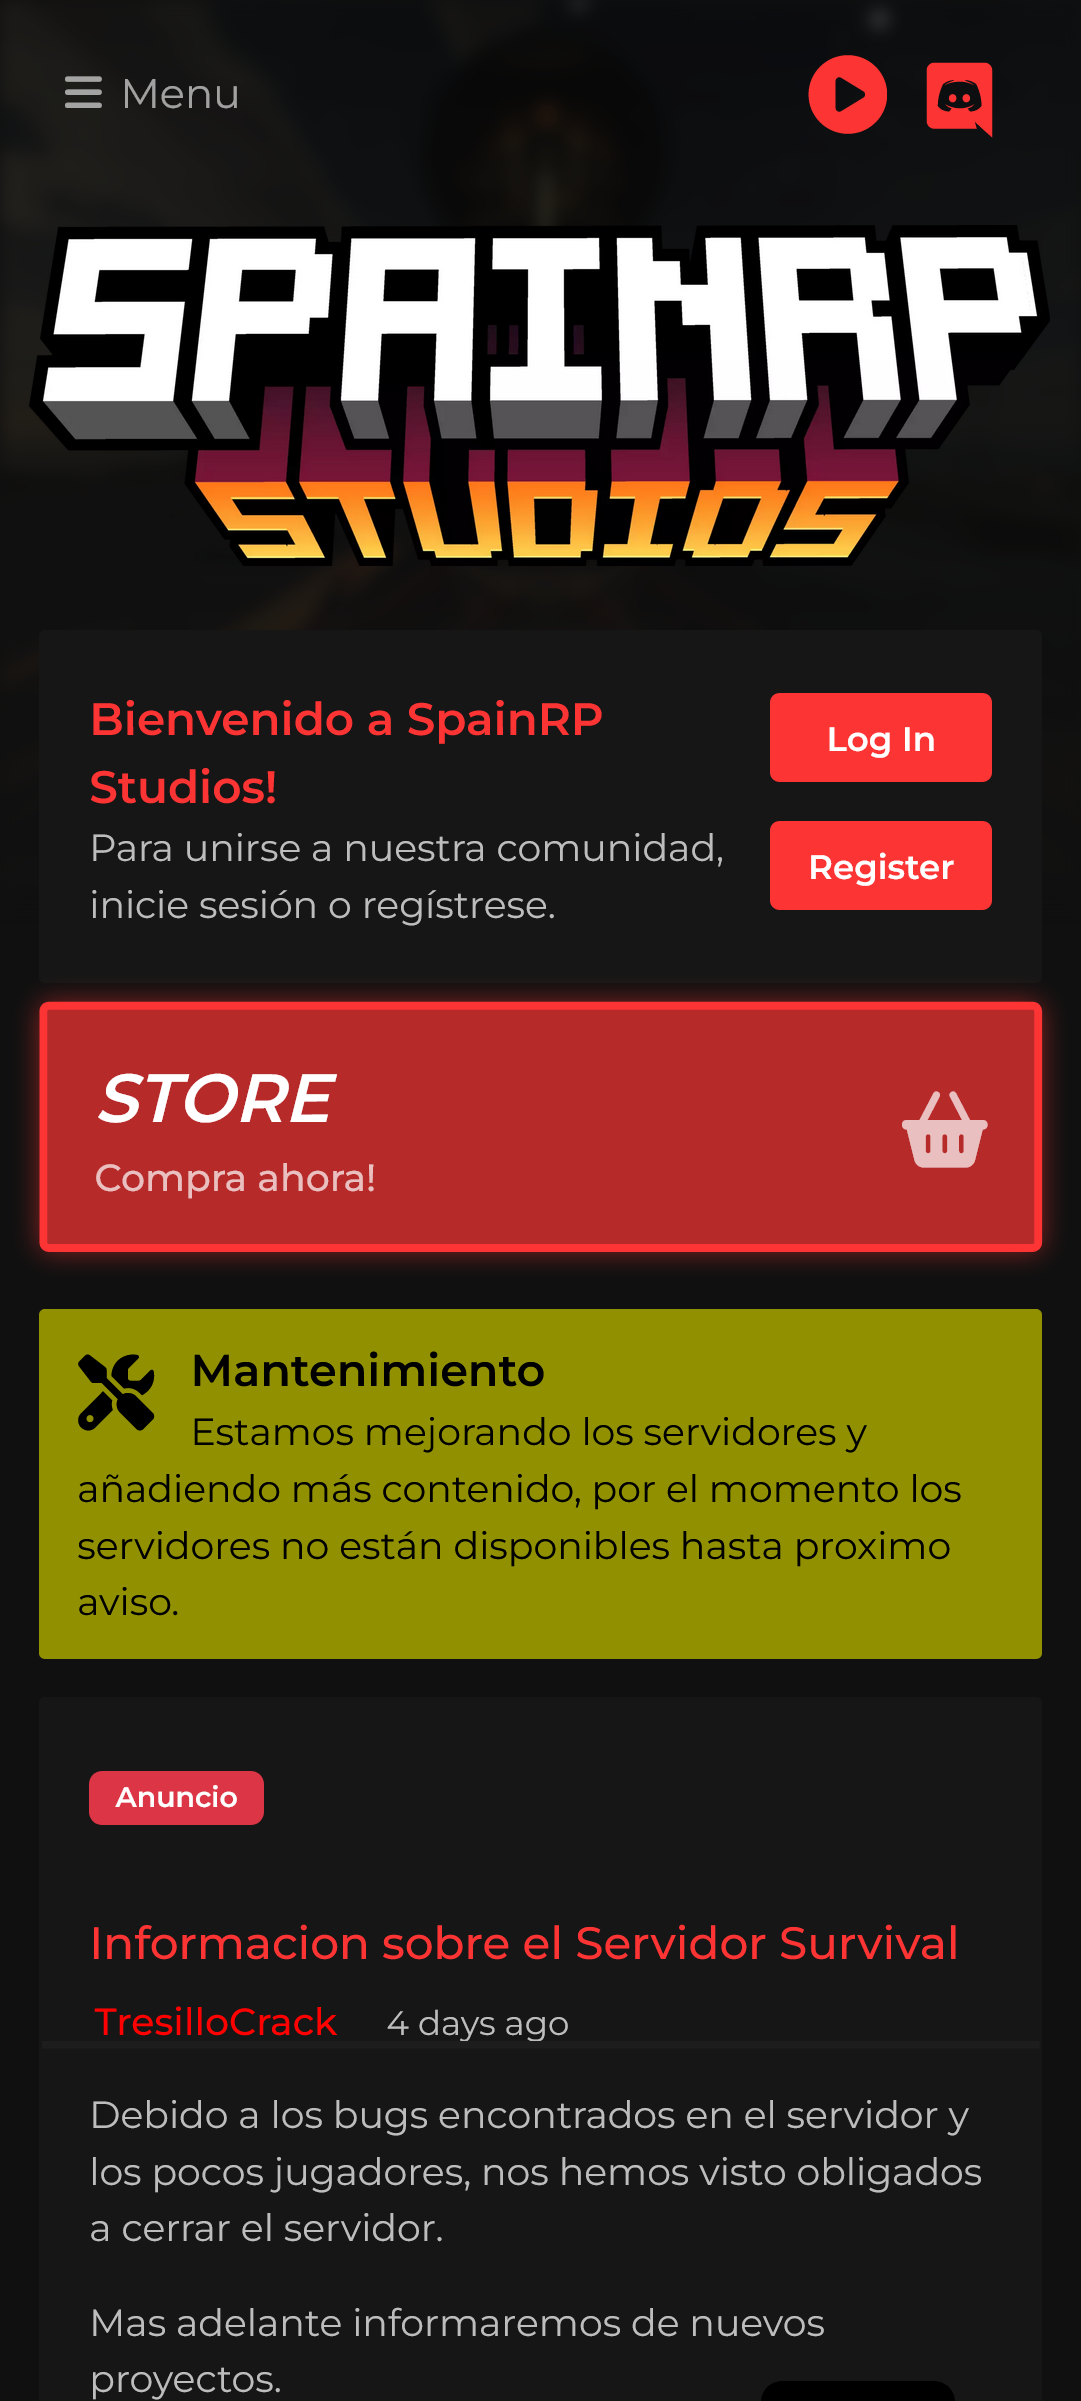 Menu
SPAINRP
STUDIOS
Bienvenido a SpainRP
Studios!
Para unirse a nuestra comunidad,
inicie sesión o regístrese.
Log In
Register
STORE
Compra ahora!
Mantenimiento
Estamos mejorando los servidores y
añadiendo más contenido, por el momento los
servidores no están disponibles hasta proximo
aviso.
Anuncio
Informacion sobre el Servidor Survival
TresilloCrack 4 days ago
Debido a los bugs encontrados en el servidor y
los pocos jugadores, nos hemos visto obligados
a cerrar el servidor.
Mas adelante informaremos de nuevos
proyectos.